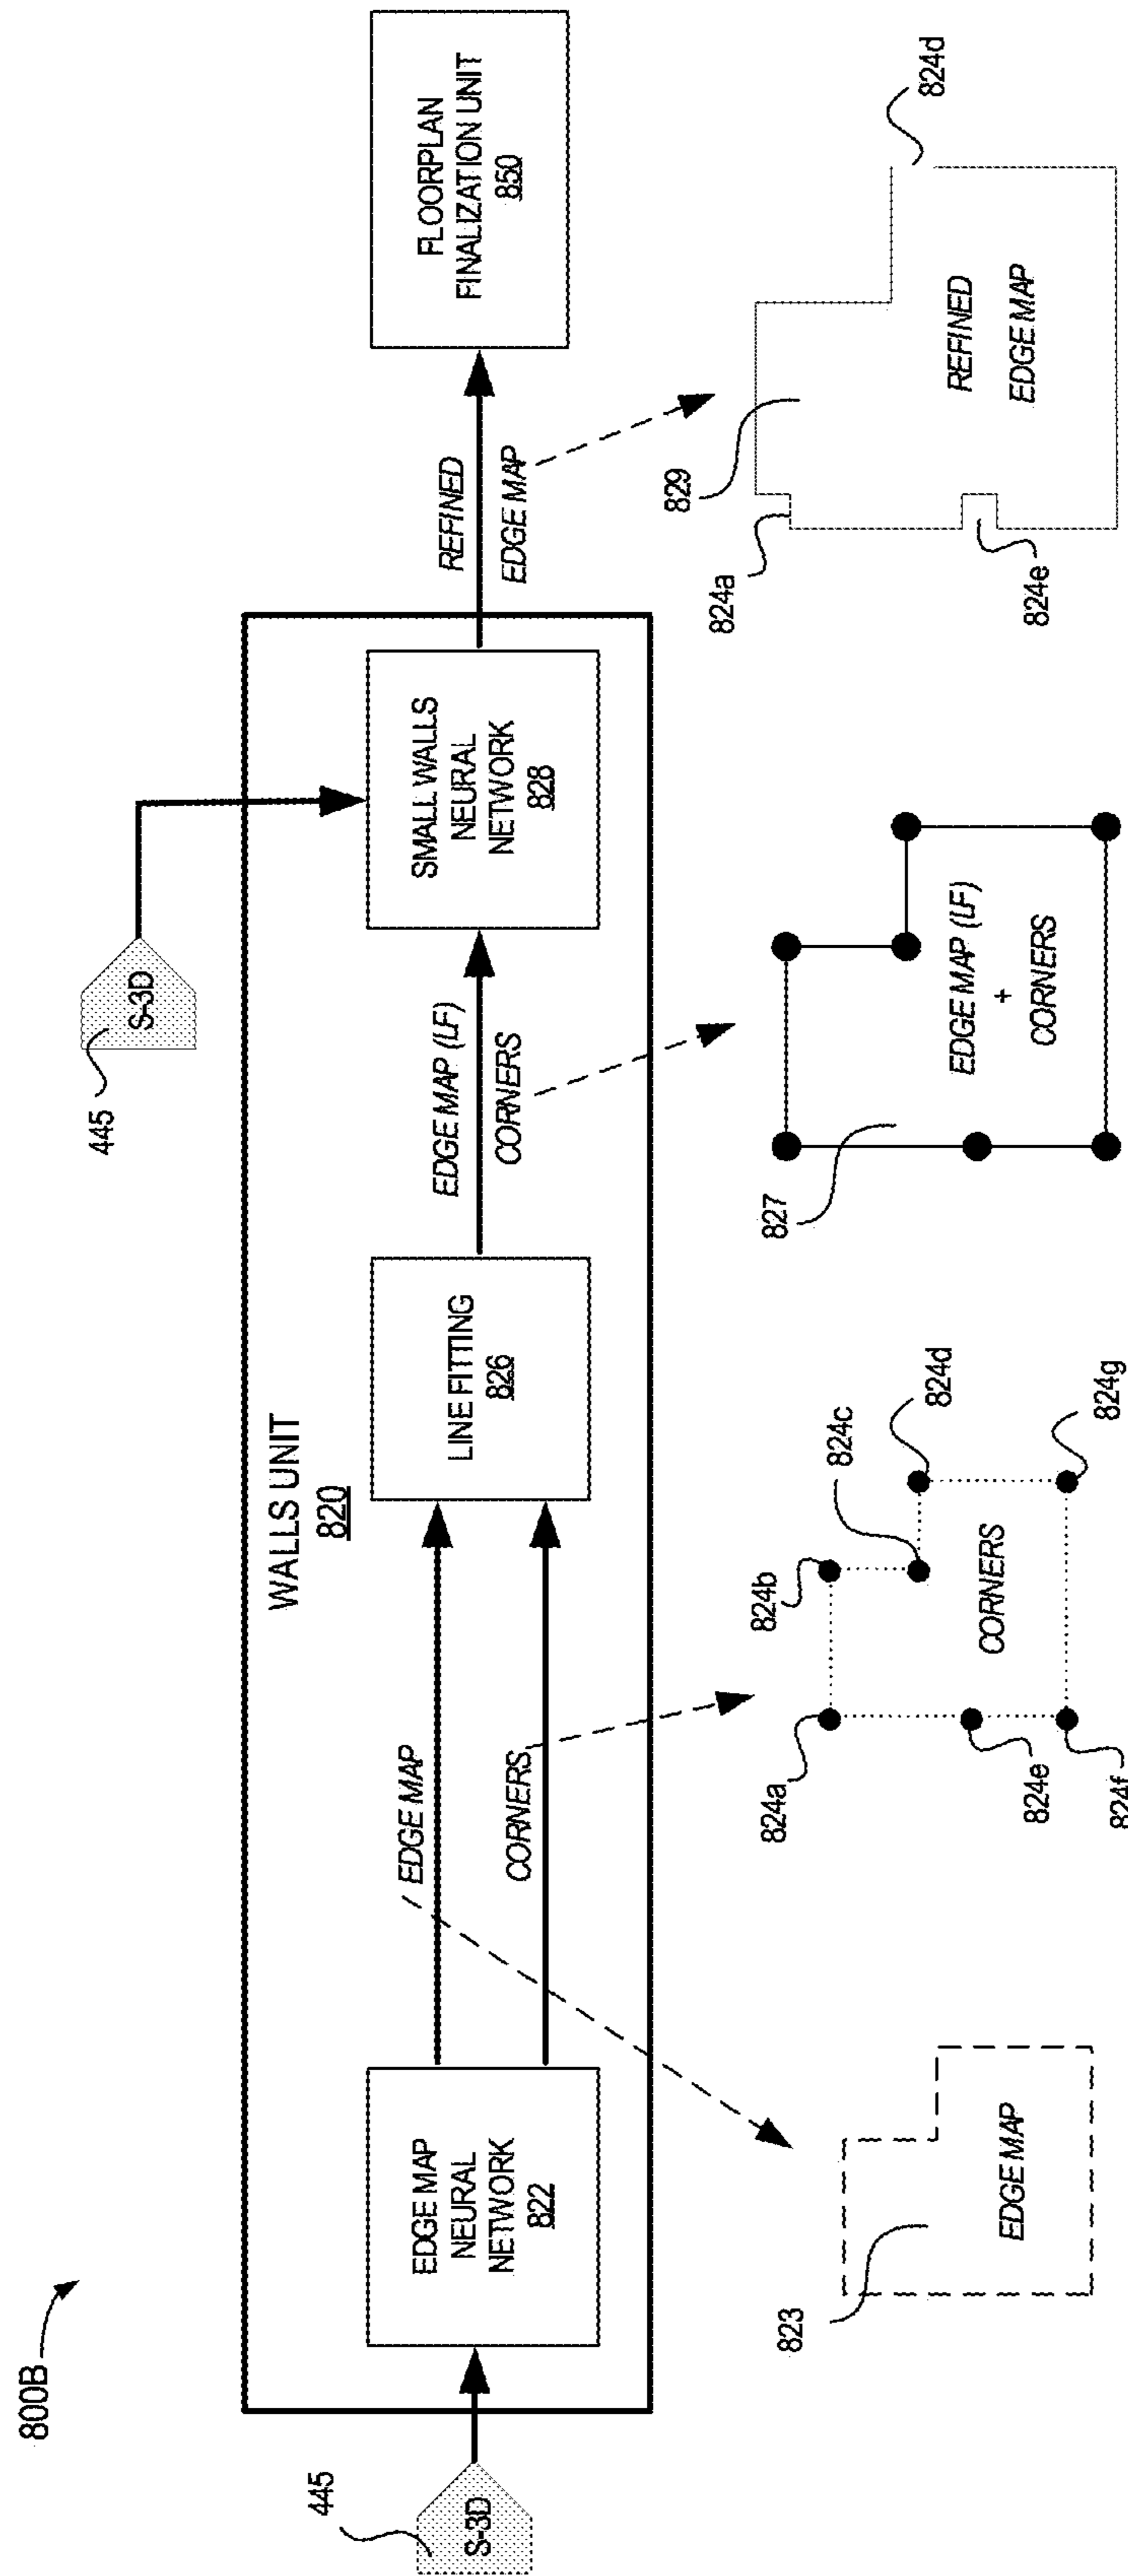 800B
445
S-3D
WALLS UNIT
820
EDGE MAP
NEURAL
NETWORK
822
EDGE MAP
CORNERS
LINE FITTING
826
EDGE MAP (LF)
CORNERS
445
S-3D
SMALL WALLS
NEURAL
NETWORK
828
REFINED
EDGE MAP
FLOORPLAN
FINALIZATION UNIT
850
823
EDGE MAP
824a
824b
824c
824d
824e
824f
824g
CORNERS
827
EDGE MAP (LF)
+
CORNERS
829
824a
824e
824d
REFINED
EDGE MAP